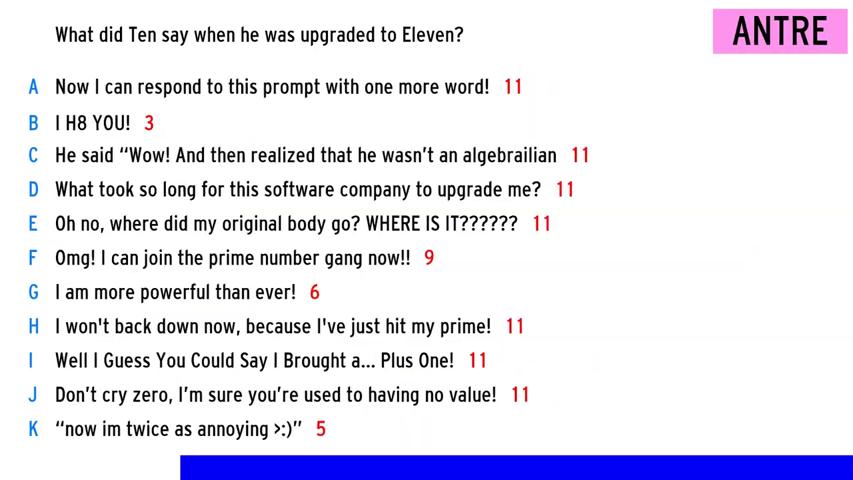 What did Ten say when he was upgraded to Eleven?
ANTRE
A Now I can respond to this prompt with one more word! 11
B I H8 YOU! 3
C He said “Wow! And then realized that he wasn’t an algebrailian 11
D What took so long for this software company to upgrade me? 11
E Oh no, where did my original body go? WHERE IS IT?????? 11
F Omg! I can join the prime number gang now!! 9
G I am more powerful than ever! 6
H I won't back down now, because I've just hit my prime! 11
I Well I Guess You Could Say I Brought a... Plus One! 11
J Don’t cry zero, I’m sure you’re used to having no value! 11
K “now im twice as annoying >:)” 5